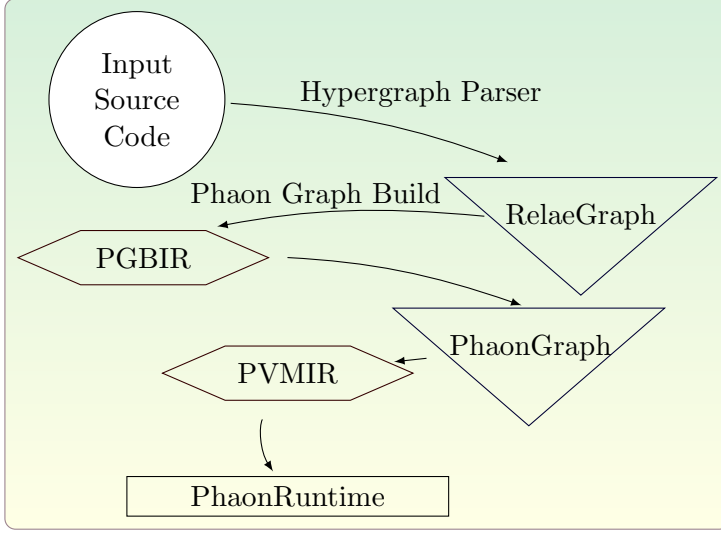 Input
Source
Code
Hypergraph Parser
RelaeGraph
Phaon Graph Build
PGBIR
PhaonGraph
PVMIR
PhaonRuntime